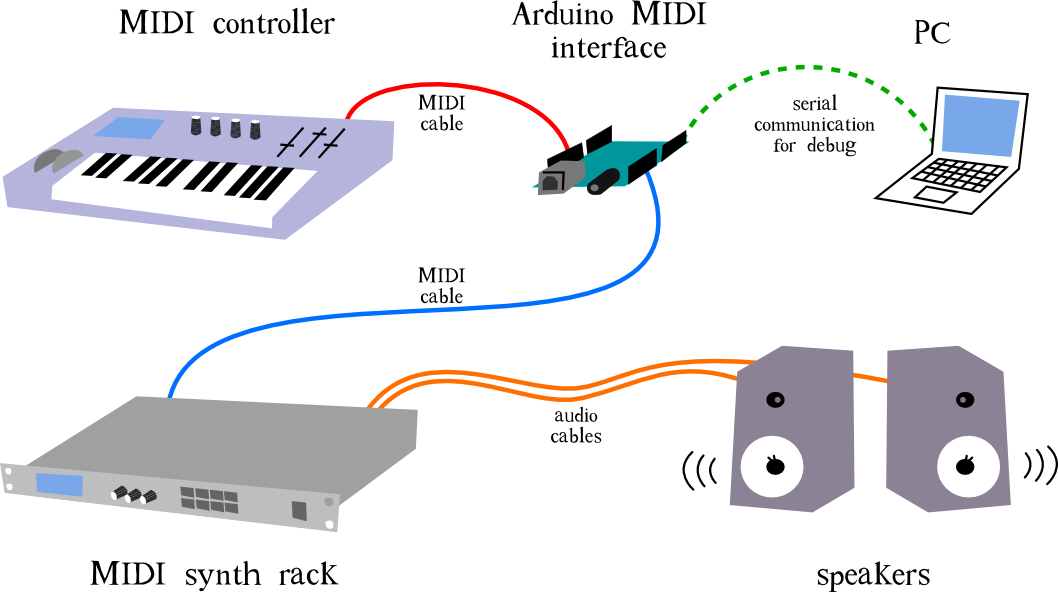 MIDI controller
Arduino MIDI
interface
PC
MIDI
cable
serial
communication
for debug
MIDI
cable
audio
cables
MIDI synth rack
speakers